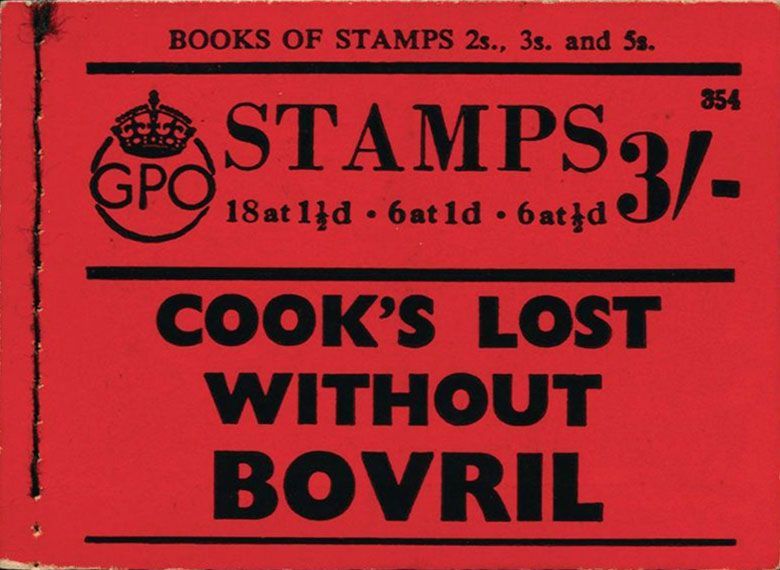 BOOKS OF STAMPS 2s., 3s. and 5s.
354
GPO
STAMPS 3/-
18 at 1½d • 6 at 1d • 6 at ½d
COOK'S LOST
WITHOUT
BOVRIL